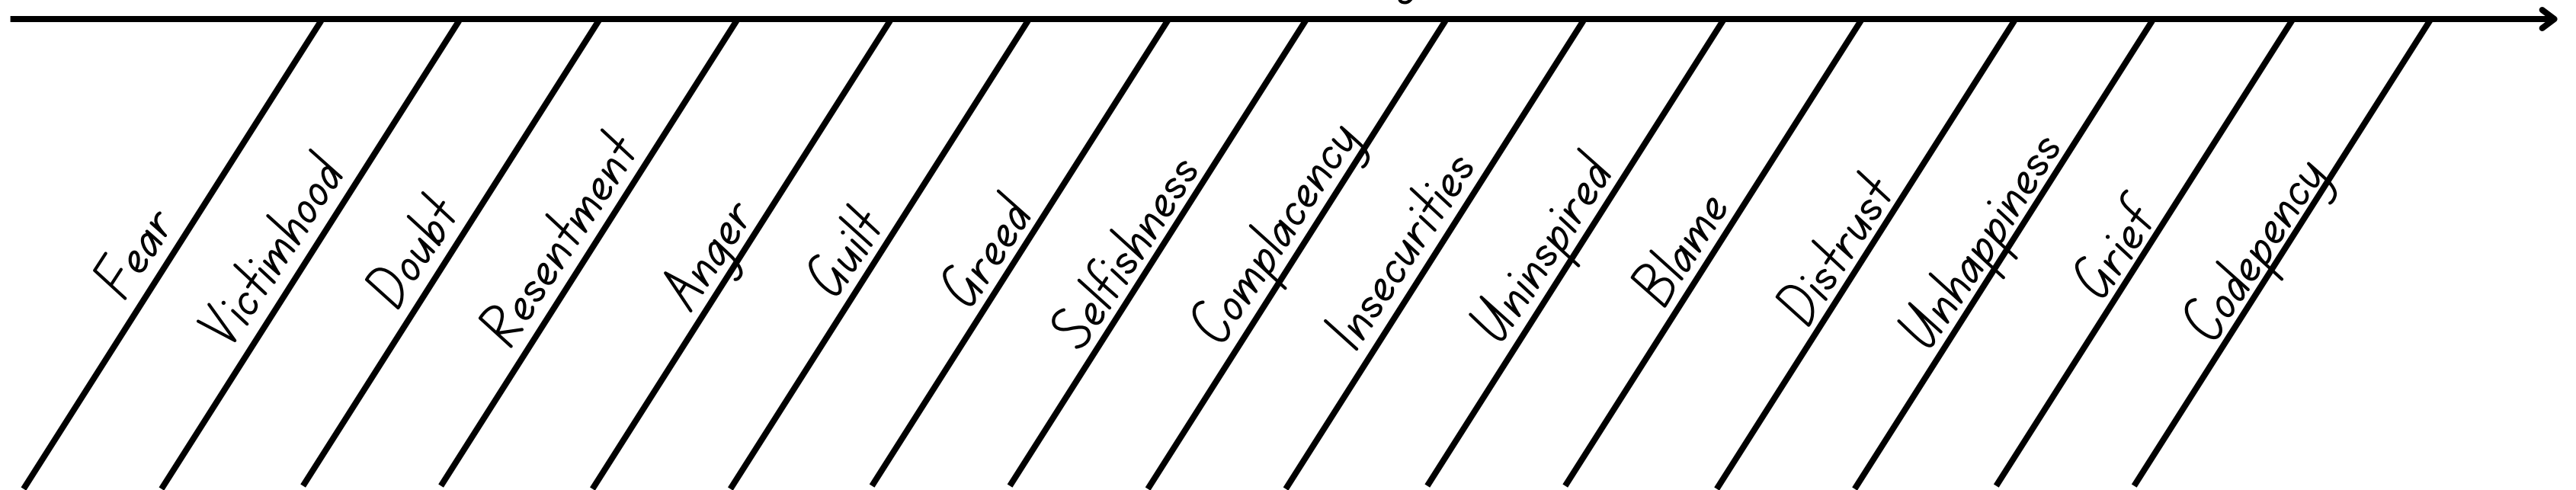 Fear
Victimhood
Doubt
Resentment
Anger
Guilt
Greed
Selfishness
Complacency
Insecurities
Uninspired
Blame
Distrust
Unhappiness
Grief
Codepency